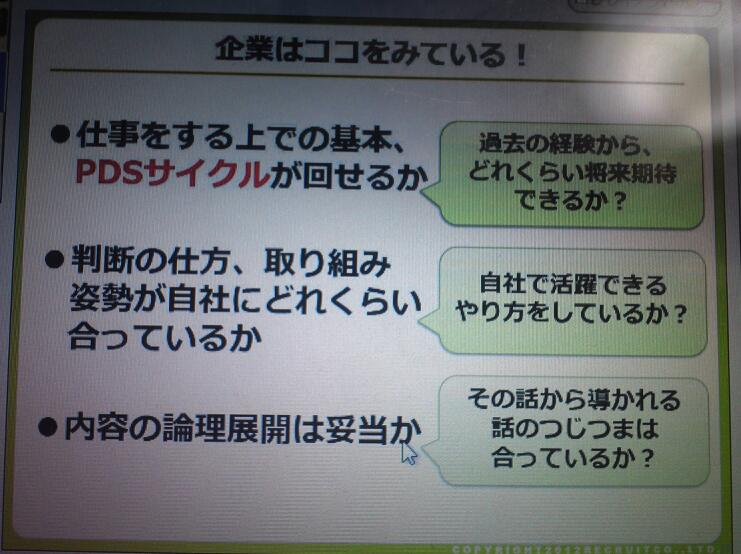 企業はココをみている！
●仕事をする上での基本、
PDSサイクルが回せるか
過去の経験から、
どれくらい将来期待
できるか？
●判断の仕方、取り組み
姿勢が自社にどれくらい
合っているか
自社で活躍できる
やり方をしているか？
●内容の論理展開は妥当か
その話から導かれる
話のつじつまは
合っているか？